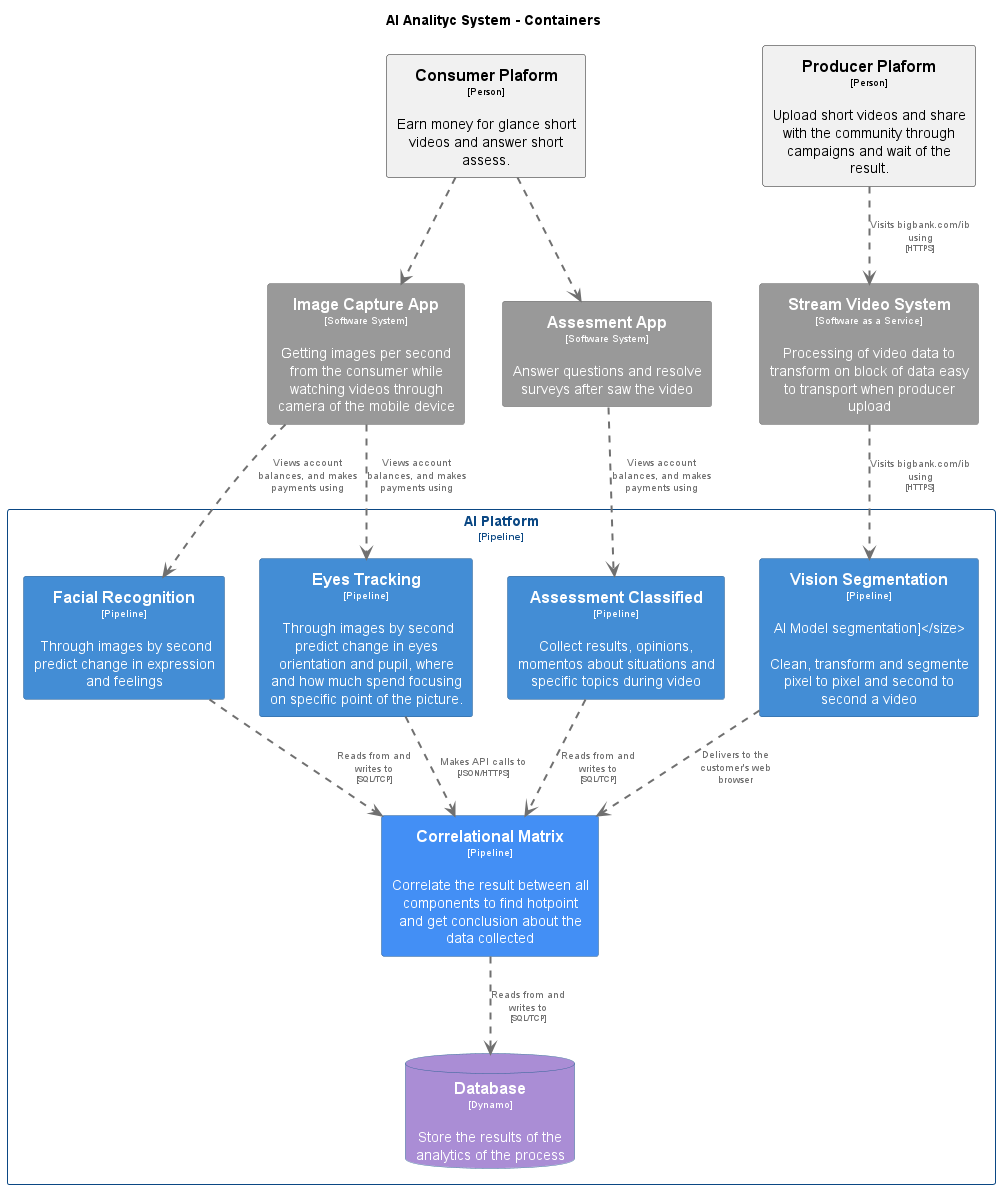 AI Analityc System - Containers
Consumer Plaform
[Person]
Earn money for glance short
videos and answer short
assess.
Producer Plaform
[Person]
Upload short videos and share
with the community through
campaigns and wait of the
result.
Visits bigbank.com/ib
using
[HTTPS]
Image Capture App
[Software System]
Getting images per second
from the consumer while
watching videos through
camera of the mobile device
Assesment App
[Software System]
Answer questions and resolve
surveys after saw the video
Stream Video System
[Software as a Service]
Processing of video data to
transform on block of data easy
to transport when producer
upload
Views account
balances, and makes
payments using
Views account
balances, and makes
payments using
Views account
balances, and makes
payments using
Visits bigbank.com/ib
using
[HTTPS]
AI Platform
[Pipeline]
Facial Recognition
[Pipeline]
Through images by second
predict change in expression
and feelings
Eyes Tracking
[Pipeline]
Through images by second
predict change in eyes
orientation and pupil, where
and how much spend focusing
on specific point of the picture.
Assessment Classified
[Pipeline]
Collect results, opinions,
momentos about situations and
specific topics during video
Vision Segmentation
[Pipeline]
AI Model segmentation]</size>
Clean, transform and segmente
pixel to pixel and second to
second a video
Reads from and
writes to
[SQL/TCP]
Makes API calls to
[JSON/HTTPS]
Reads from and
writes to
[SQL/TCP]
Delivers to the
customer's web
browser
Correlational Matrix
[Pipeline]
Correlate the result between all
components to find hotpoint
and get conclusion about the
data collected
Reads from and
writes to
[SQL/TCP]
Database
[Dynamo]
Store the results of the
analytics of the process